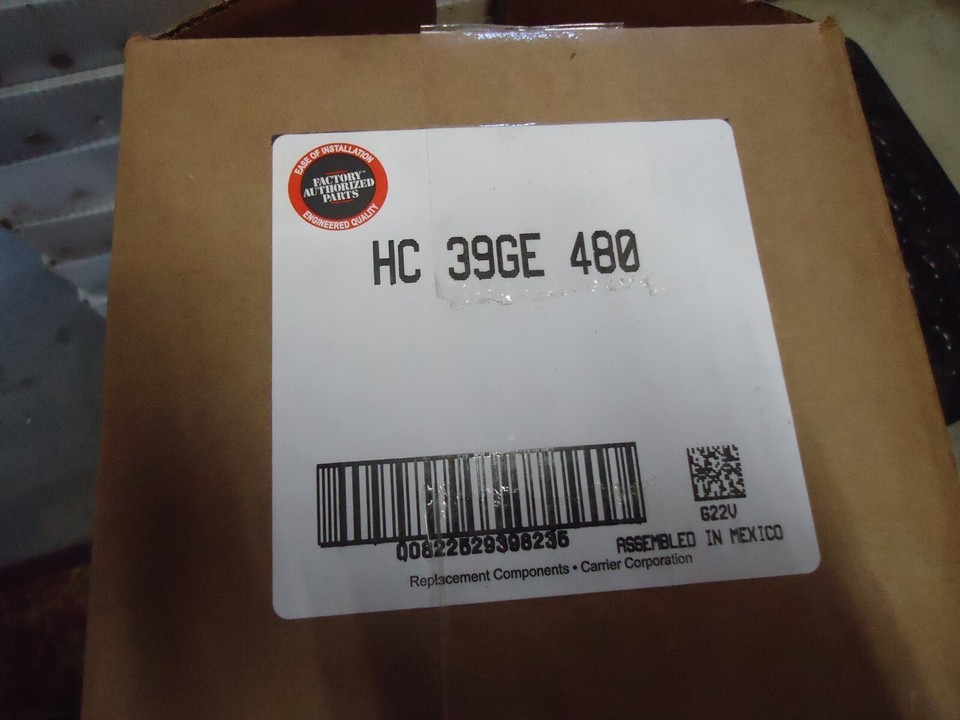 EASE OF INSTALLATION
FACTORY
AUTHORIZED
PARTS
ENGINEERED QUALITY
HC 39GE 480
G22V
00822629398235
ASSEMBLED IN MEXICO
Replacement Components • Carrier Corporation